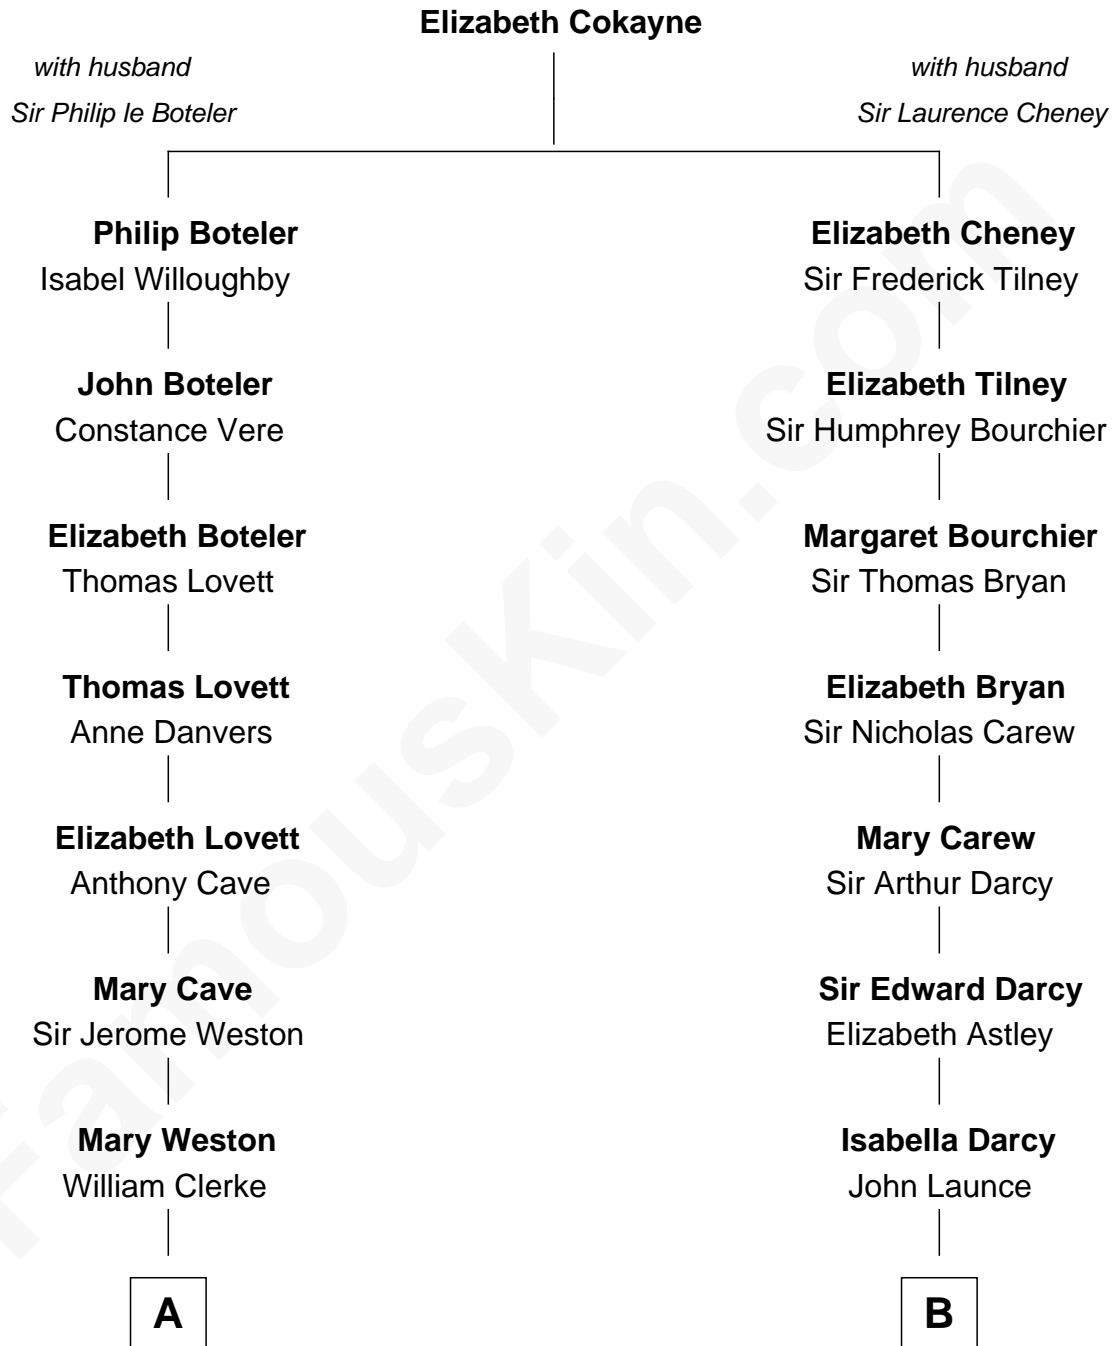 Elizabeth Cokayne
with husband
Sir Philip le Boteler
with husband
Sir Laurence Cheney
Philip Boteler
Isabel Willoughby
Elizabeth Cheney
Sir Frederick Tilney
John Boteler
Constance Vere
Elizabeth Tilney
Sir Humphrey Bourchier
Elizabeth Boteler
Thomas Lovett
Margaret Bourchier
Sir Thomas Bryan
Thomas Lovett
Anne Danvers
Elizabeth Bryan
Sir Nicholas Carew
Elizabeth Lovett
Anthony Cave
Mary Carew
Sir Arthur Darcy
Mary Cave
Sir Jerome Weston
Sir Edward Darcy
Elizabeth Astley
Mary Weston
William Clerke
Isabella Darcy
John Launce
A
B
FamousKin.com